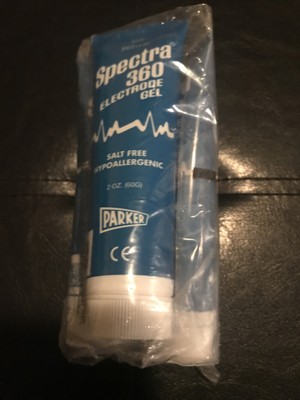 Spectra
360
ELECTRODE
GEL
SALT FREE
HYPOALLERGENIC
2 OZ. (60G)
PARKER
CE